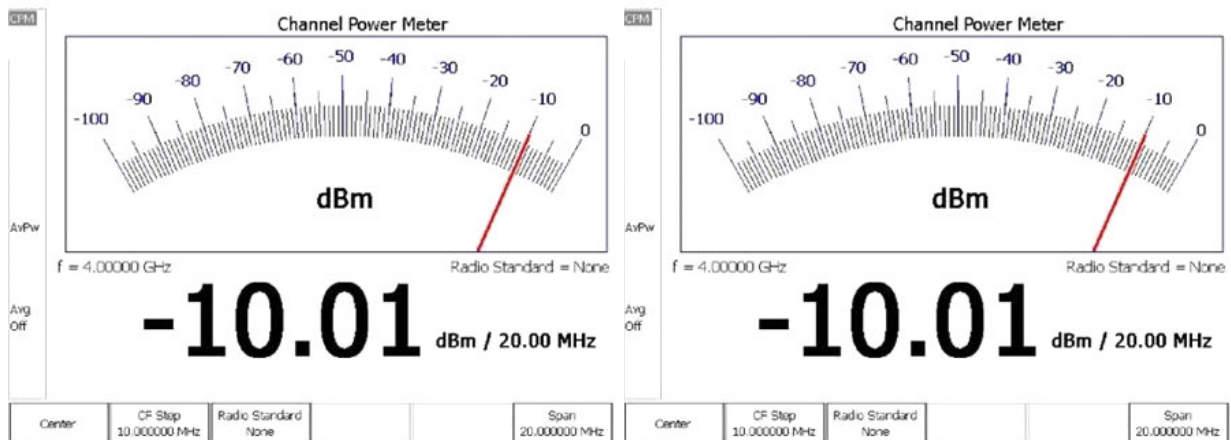 CPM
Channel Power Meter
-100 -90 -80 -70 -60 -50 -40 -30 -20 -10 0
dBm
AvPw
f = 4.00000 GHz Radio Standard = None
Avg
Off
-10.01 dBm / 20.00 MHz
Center
CF Step
10.000000 MHz
Radio Standard
None
Span
20.000000 MHz
CPM
Channel Power Meter
-100 -90 -80 -70 -60 -50 -40 -30 -20 -10 0
dBm
AvPw
f = 4.00000 GHz Radio Standard = None
Avg
Off
-10.01 dBm / 20.00 MHz
Center
CF Step
10.000000 MHz
Radio Standard
None
Span
20.000000 MHz